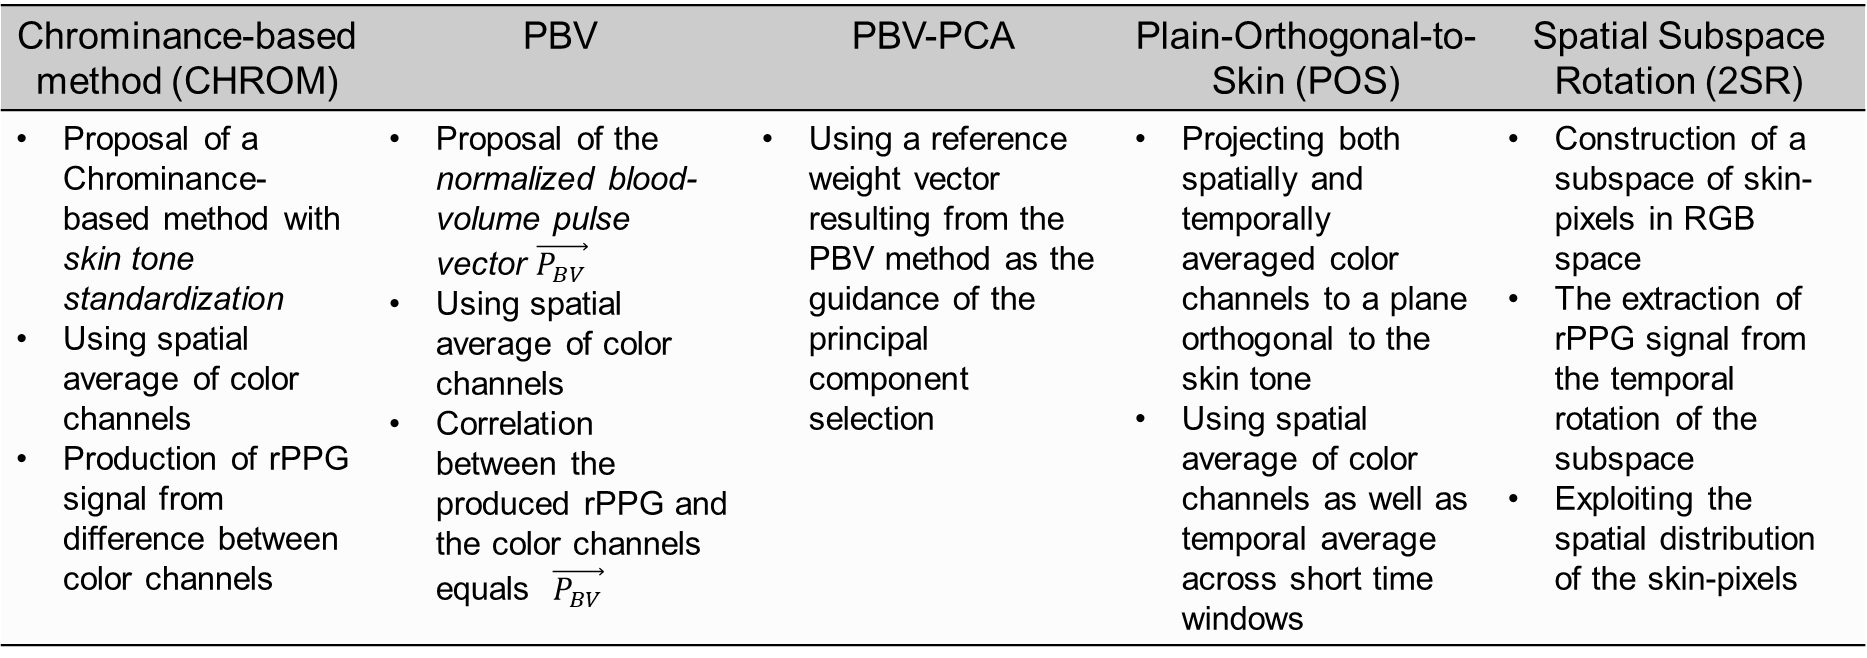 Chrominance-based
method (CHROM)
PBV
PBV-PCA
Plain-Orthogonal-to-
Skin (POS)
Spatial Subspace
Rotation (2SR)
• Proposal of a
Chrominance-
based method with
skin tone
standardization
• Using spatial
average of color
channels
• Production of rPPG
signal from
difference between
color channels
• Proposal of the
normalized blood-
volume pulse
vector $\overrightarrow{P_{BV}}$
• Using spatial
average of color
channels
• Correlation
between the
produced rPPG and
the color channels
equals $\overrightarrow{P_{BV}}$
• Using a reference
weight vector
resulting from the
PBV method as the
guidance of the
principal
component
selection
• Projecting both
spatially and
temporally
averaged color
channels to a plane
orthogonal to the
skin tone
• Using spatial
average of color
channels as well as
temporal average
across short time
windows
• Construction of a
subspace of skin-
pixels in RGB
space
• The extraction of
rPPG signal from
the temporal
rotation of the
subspace
• Exploiting the
spatial distribution
of the skin-pixels